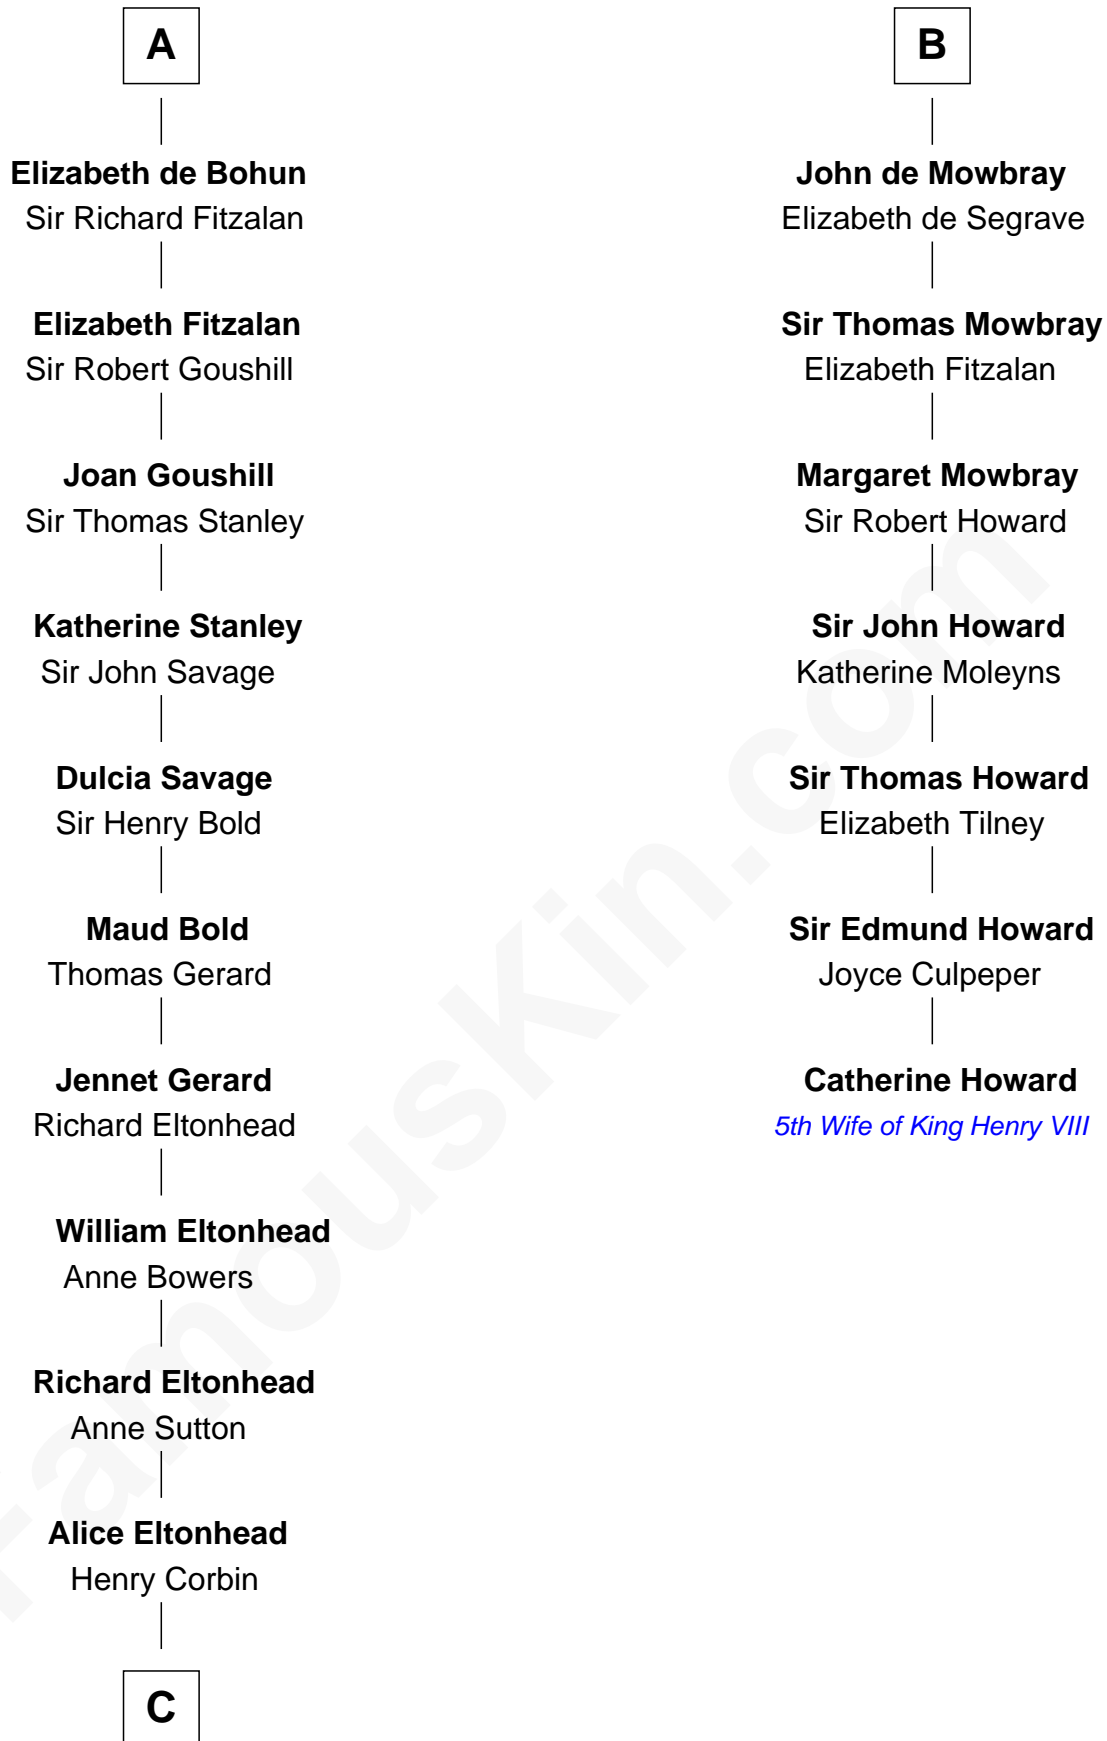 A
Elizabeth de Bohun
Sir Richard Fitzalan
Elizabeth Fitzalan
Sir Robert Goushill
Joan Goushill
Sir Thomas Stanley
Katherine Stanley
Sir John Savage
Dulcia Savage
Sir Henry Bold
Maud Bold
Thomas Gerard
Jennet Gerard
Richard Eltonhead
William Eltonhead
Anne Bowers
Richard Eltonhead
Anne Sutton
Alice Eltonhead
Henry Corbin
C
B
John de Mowbray
Elizabeth de Segrave
Sir Thomas Mowbray
Elizabeth Fitzalan
Margaret Mowbray
Sir Robert Howard
Sir John Howard
Katherine Moleyns
Sir Thomas Howard
Elizabeth Tilney
Sir Edmund Howard
Joyce Culpeper
Catherine Howard
5th Wife of King Henry VIII
FamousKin.com